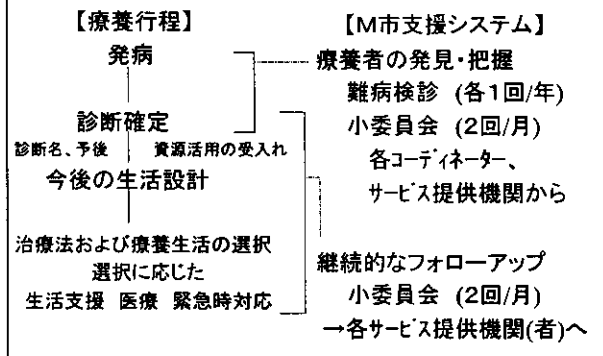 【療養行程】
発病
診断確定
診断名、予後 資源活用の受入れ
今後の生活設計
治療法および療養生活の選択
選択に応じた
生活支援 医療 緊急時対応
【M市支援システム】
療養者の発見・把握
難病検診 (各1回/年)
小委員会 (2回/月)
各コーディネーター、
サービス提供機関から
継続的なフォローアップ
小委員会 (2回/月)
→各サービス提供機関(者)へ